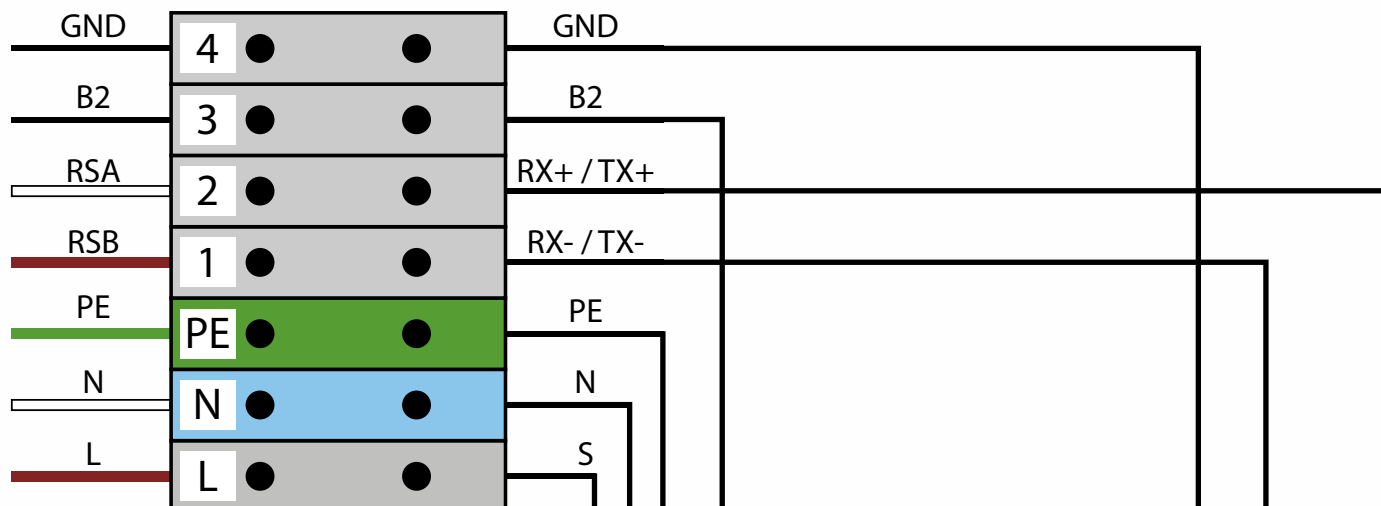 GND 4 GND
B2 3 B2
RSA 2 RX+ / TX+
RSB 1 RX- / TX-
PE PE PE
N N N
L L S